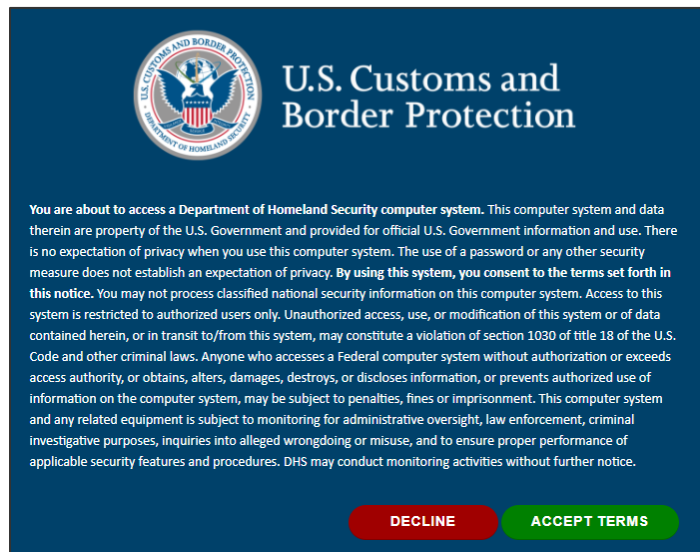 U.S. CUSTOMS AND BORDER PROTECTION
DEPARTMENT OF HOMELAND SECURITY
U.S. Customs and
Border Protection
You are about to access a Department of Homeland Security computer system. This computer system and data
therein are property of the U.S. Government and provided for official U.S. Government information and use. There
is no expectation of privacy when you use this computer system. The use of a password or any other security
measure does not establish an expectation of privacy. By using this system, you consent to the terms set forth in
this notice. You may not process classified national security information on this computer system. Access to this
system is restricted to authorized users only. Unauthorized access, use, or modification of this system or of data
contained herein, or in transit to/from this system, may constitute a violation of section 1030 of title 18 of the U.S.
Code and other criminal laws. Anyone who accesses a Federal computer system without authorization or exceeds
access authority, or obtains, alters, damages, destroys, or discloses information, or prevents authorized use of
information on the computer system, may be subject to penalties, fines or imprisonment. This computer system
and any related equipment is subject to monitoring for administrative oversight, law enforcement, criminal
investigative purposes, inquiries into alleged wrongdoing or misuse, and to ensure proper performance of
applicable security features and procedures. DHS may conduct monitoring activities without further notice.
DECLINE
ACCEPT TERMS